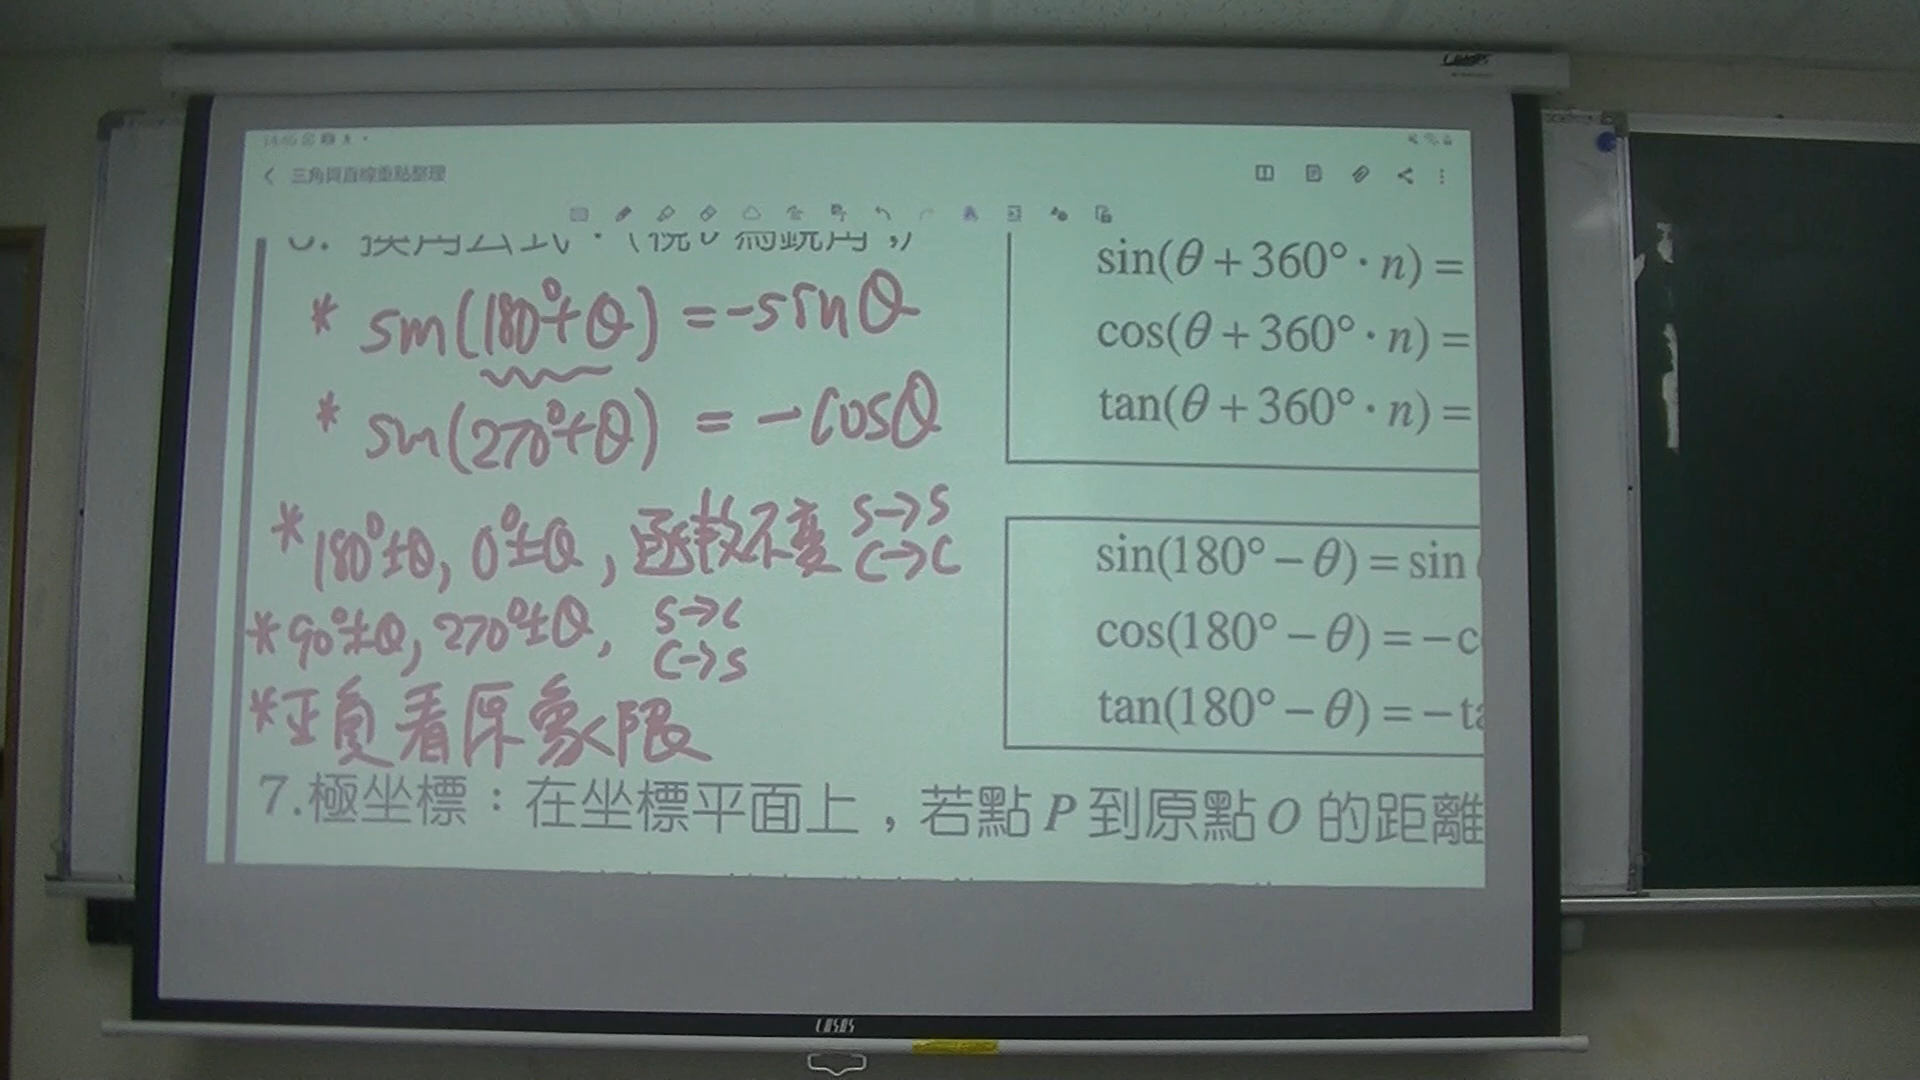 三角與直線重點整理
* sin(180°+θ) = -sinθ
* sin(270°+θ) = -cosθ
* 180°±θ, 0°±θ, 函數不變 S→S
C→C
* 90°±θ, 270°±θ, S→C
C→S
* 正負看原象限
sin(θ+360°·n) =
cos(θ+360°·n) =
tan(θ+360°·n) =
sin(180°−θ) = sin
cos(180°−θ) = −c
tan(180°−θ) = −ta
7.極坐標：在坐標平面上，若點 P 到原點 O 的距離